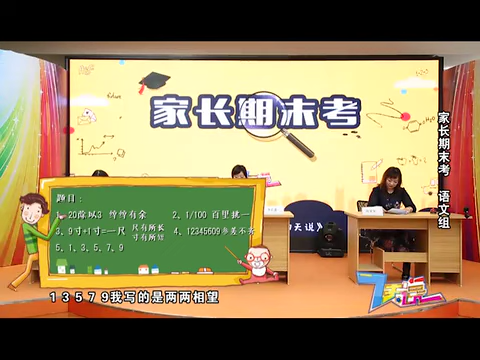 家长期末考
家长期末考 语文组
题目:
1、20除以3 绰绰有余 2、1/100 百里挑一
3、9寸+1寸=一尺 尺有所长 寸有所短 4、12345609 参差不齐
5、1、3、5、7、9
天说》
1 3 5 7 9我写的是两两相望